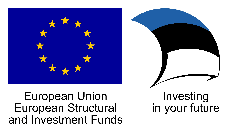 European Union
European Structural
and Investment Funds
Investing
in your future